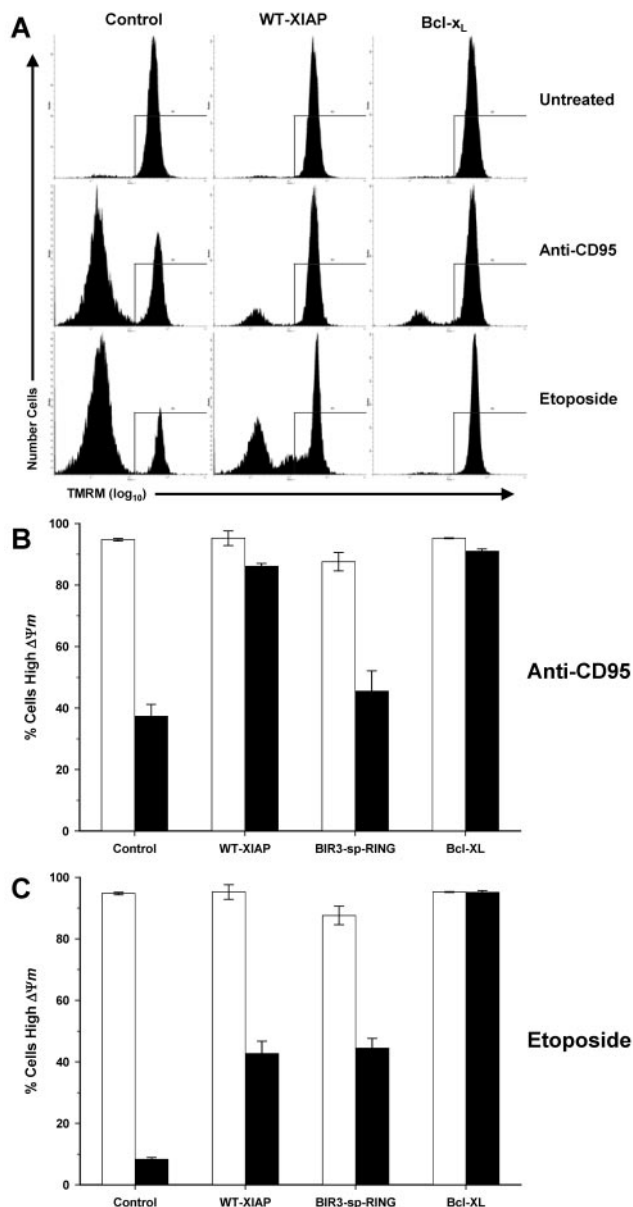 A
Control WT-XIAP Bcl-xL
Untreated
Anti-CD95
Etoposide
Number Cells
TMRM (log10)
B
100
80
60
40
20
0
% Cells High ΔΨm
Control WT-XIAP BIR3-sp-RING Bcl-XL
Anti-CD95
C
100
80
60
40
20
0
% Cells High ΔΨm
Control WT-XIAP BIR3-sp-RING Bcl-XL
Etoposide